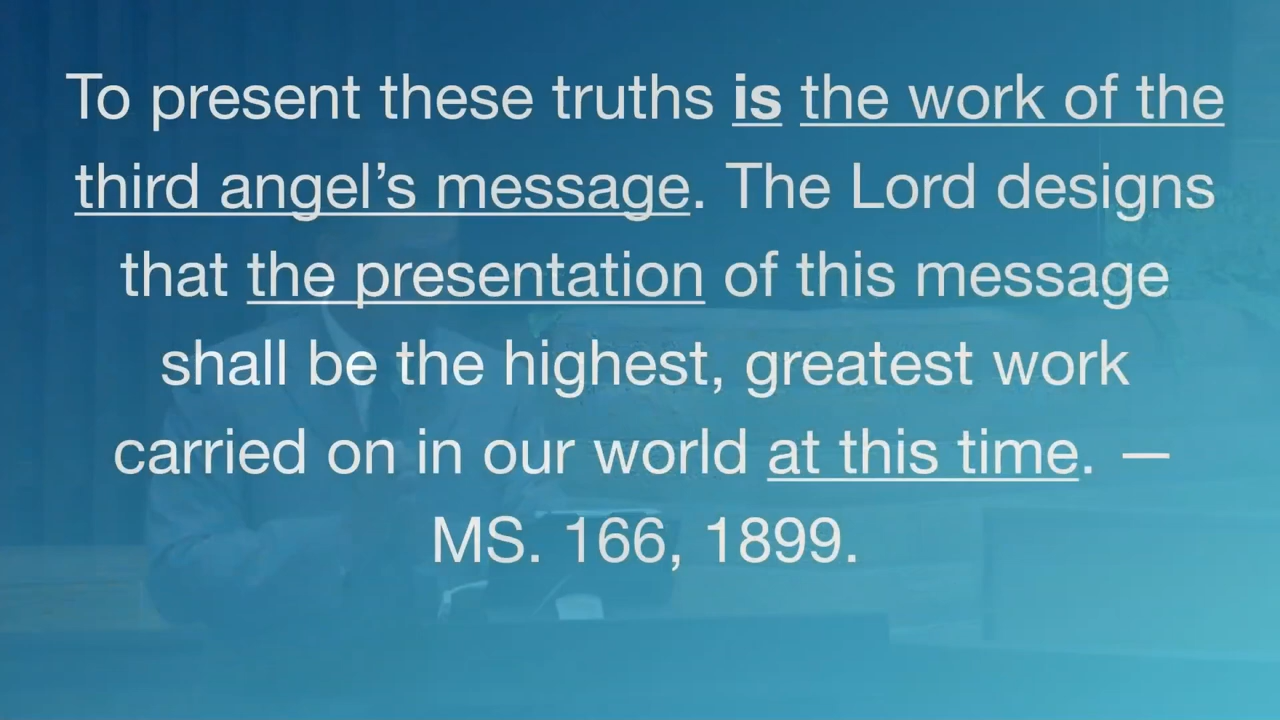 To present these truths is the work of the
third angel’s message. The Lord designs
that the presentation of this message
shall be the highest, greatest work
carried on in our world at this time. —
MS. 166, 1899.